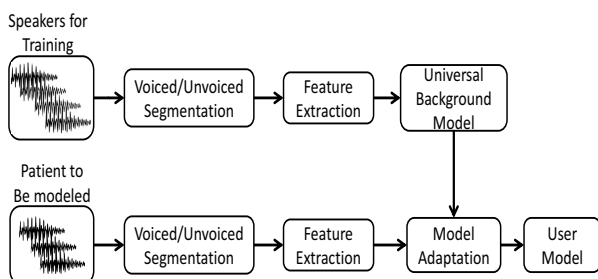 Speakers for
Training
Voiced/Unvoiced
Segmentation
Feature
Extraction
Universal
Background
Model
Patient to
Be modeled
Voiced/Unvoiced
Segmentation
Feature
Extraction
Model
Adaptation
User
Model